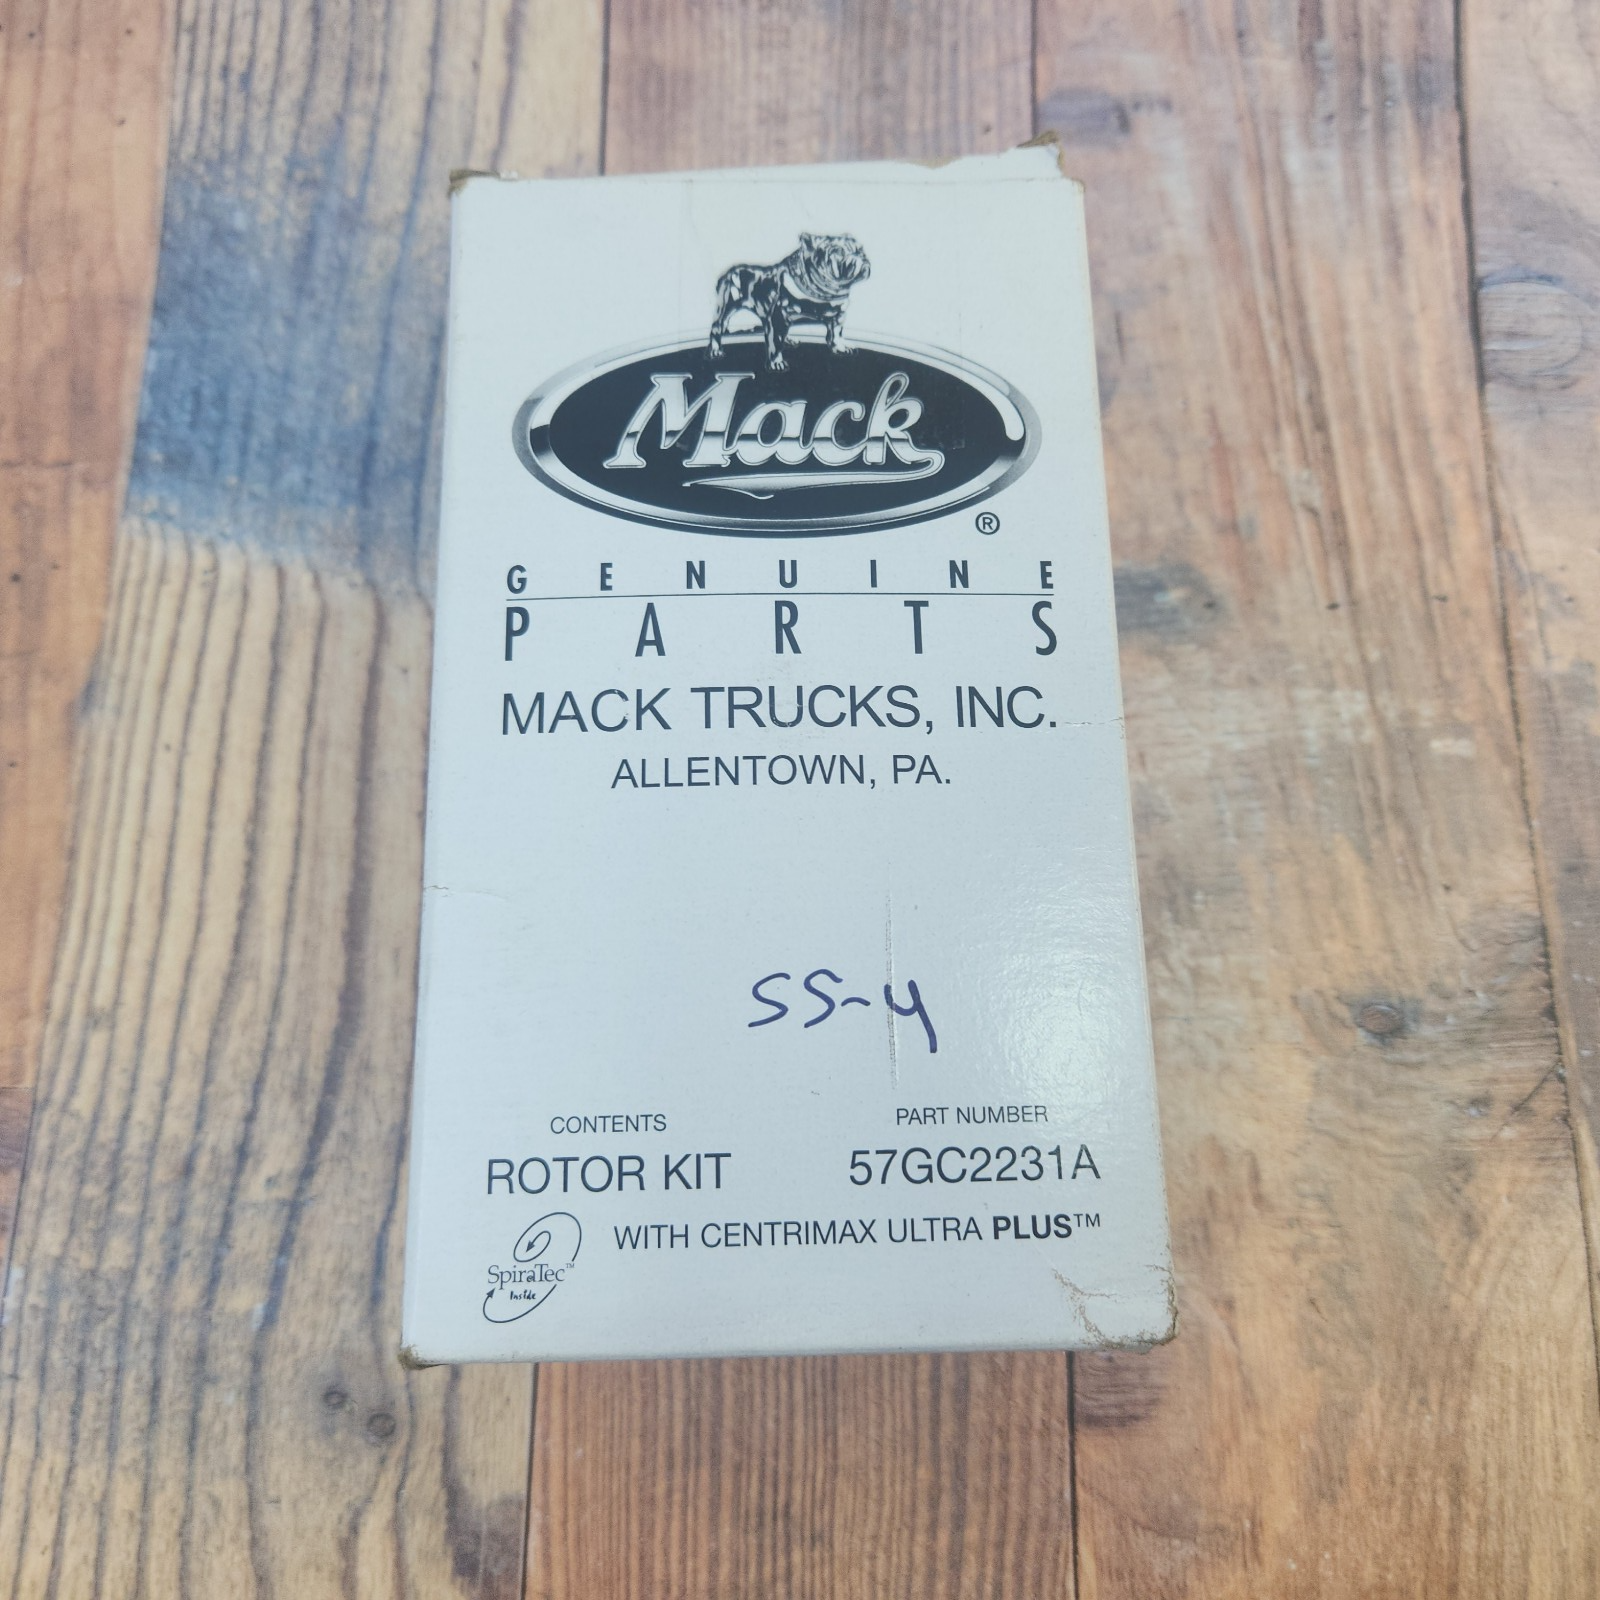 Mack
®
GENUINE
PARTS
MACK TRUCKS, INC.
ALLENTOWN, PA.
SS-4
CONTENTS
ROTOR KIT
PART NUMBER
57GC2231A
WITH CENTRIMAX ULTRA PLUS™
SpiraTec™
Inside